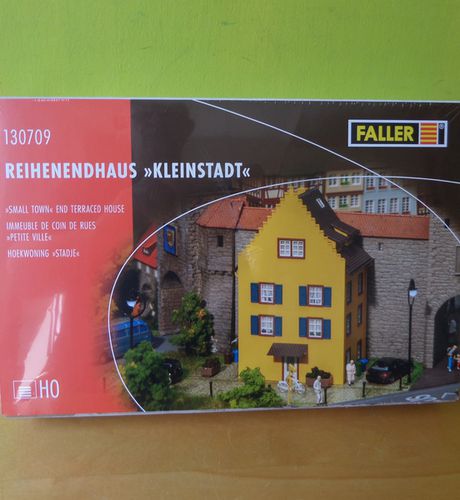 130709
FALLER
REIHENENDHAUS »KLEINSTADT«
»SMALL TOWN« END TERRACED HOUSE
IMMEUBLE DE COIN DE RUES
»PETITE VILLE«
HOEKWONING »STADJE«
H0